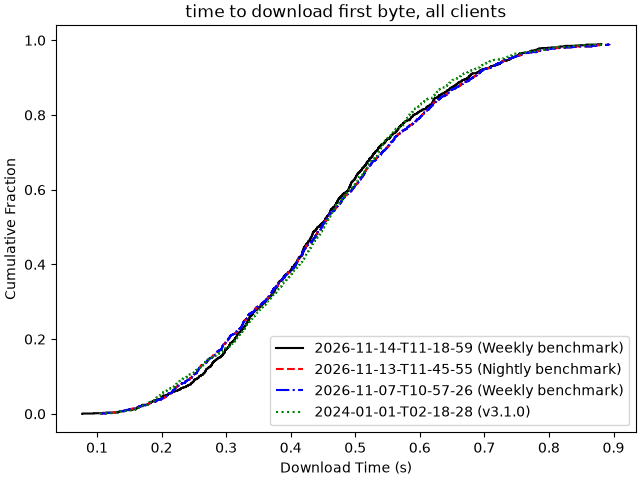 time to download first byte, all clients
1.0
0.8
0.6
0.4
0.2
0.0
Cumulative Fraction
2026-11-14-T11-18-59 (Weekly benchmark)
2026-11-13-T11-45-55 (Nightly benchmark)
2026-11-07-T10-57-26 (Weekly benchmark)
2024-01-01-T02-18-28 (v3.1.0)
0.1 0.2 0.3 0.4 0.5 0.6 0.7 0.8 0.9
Download Time (s)